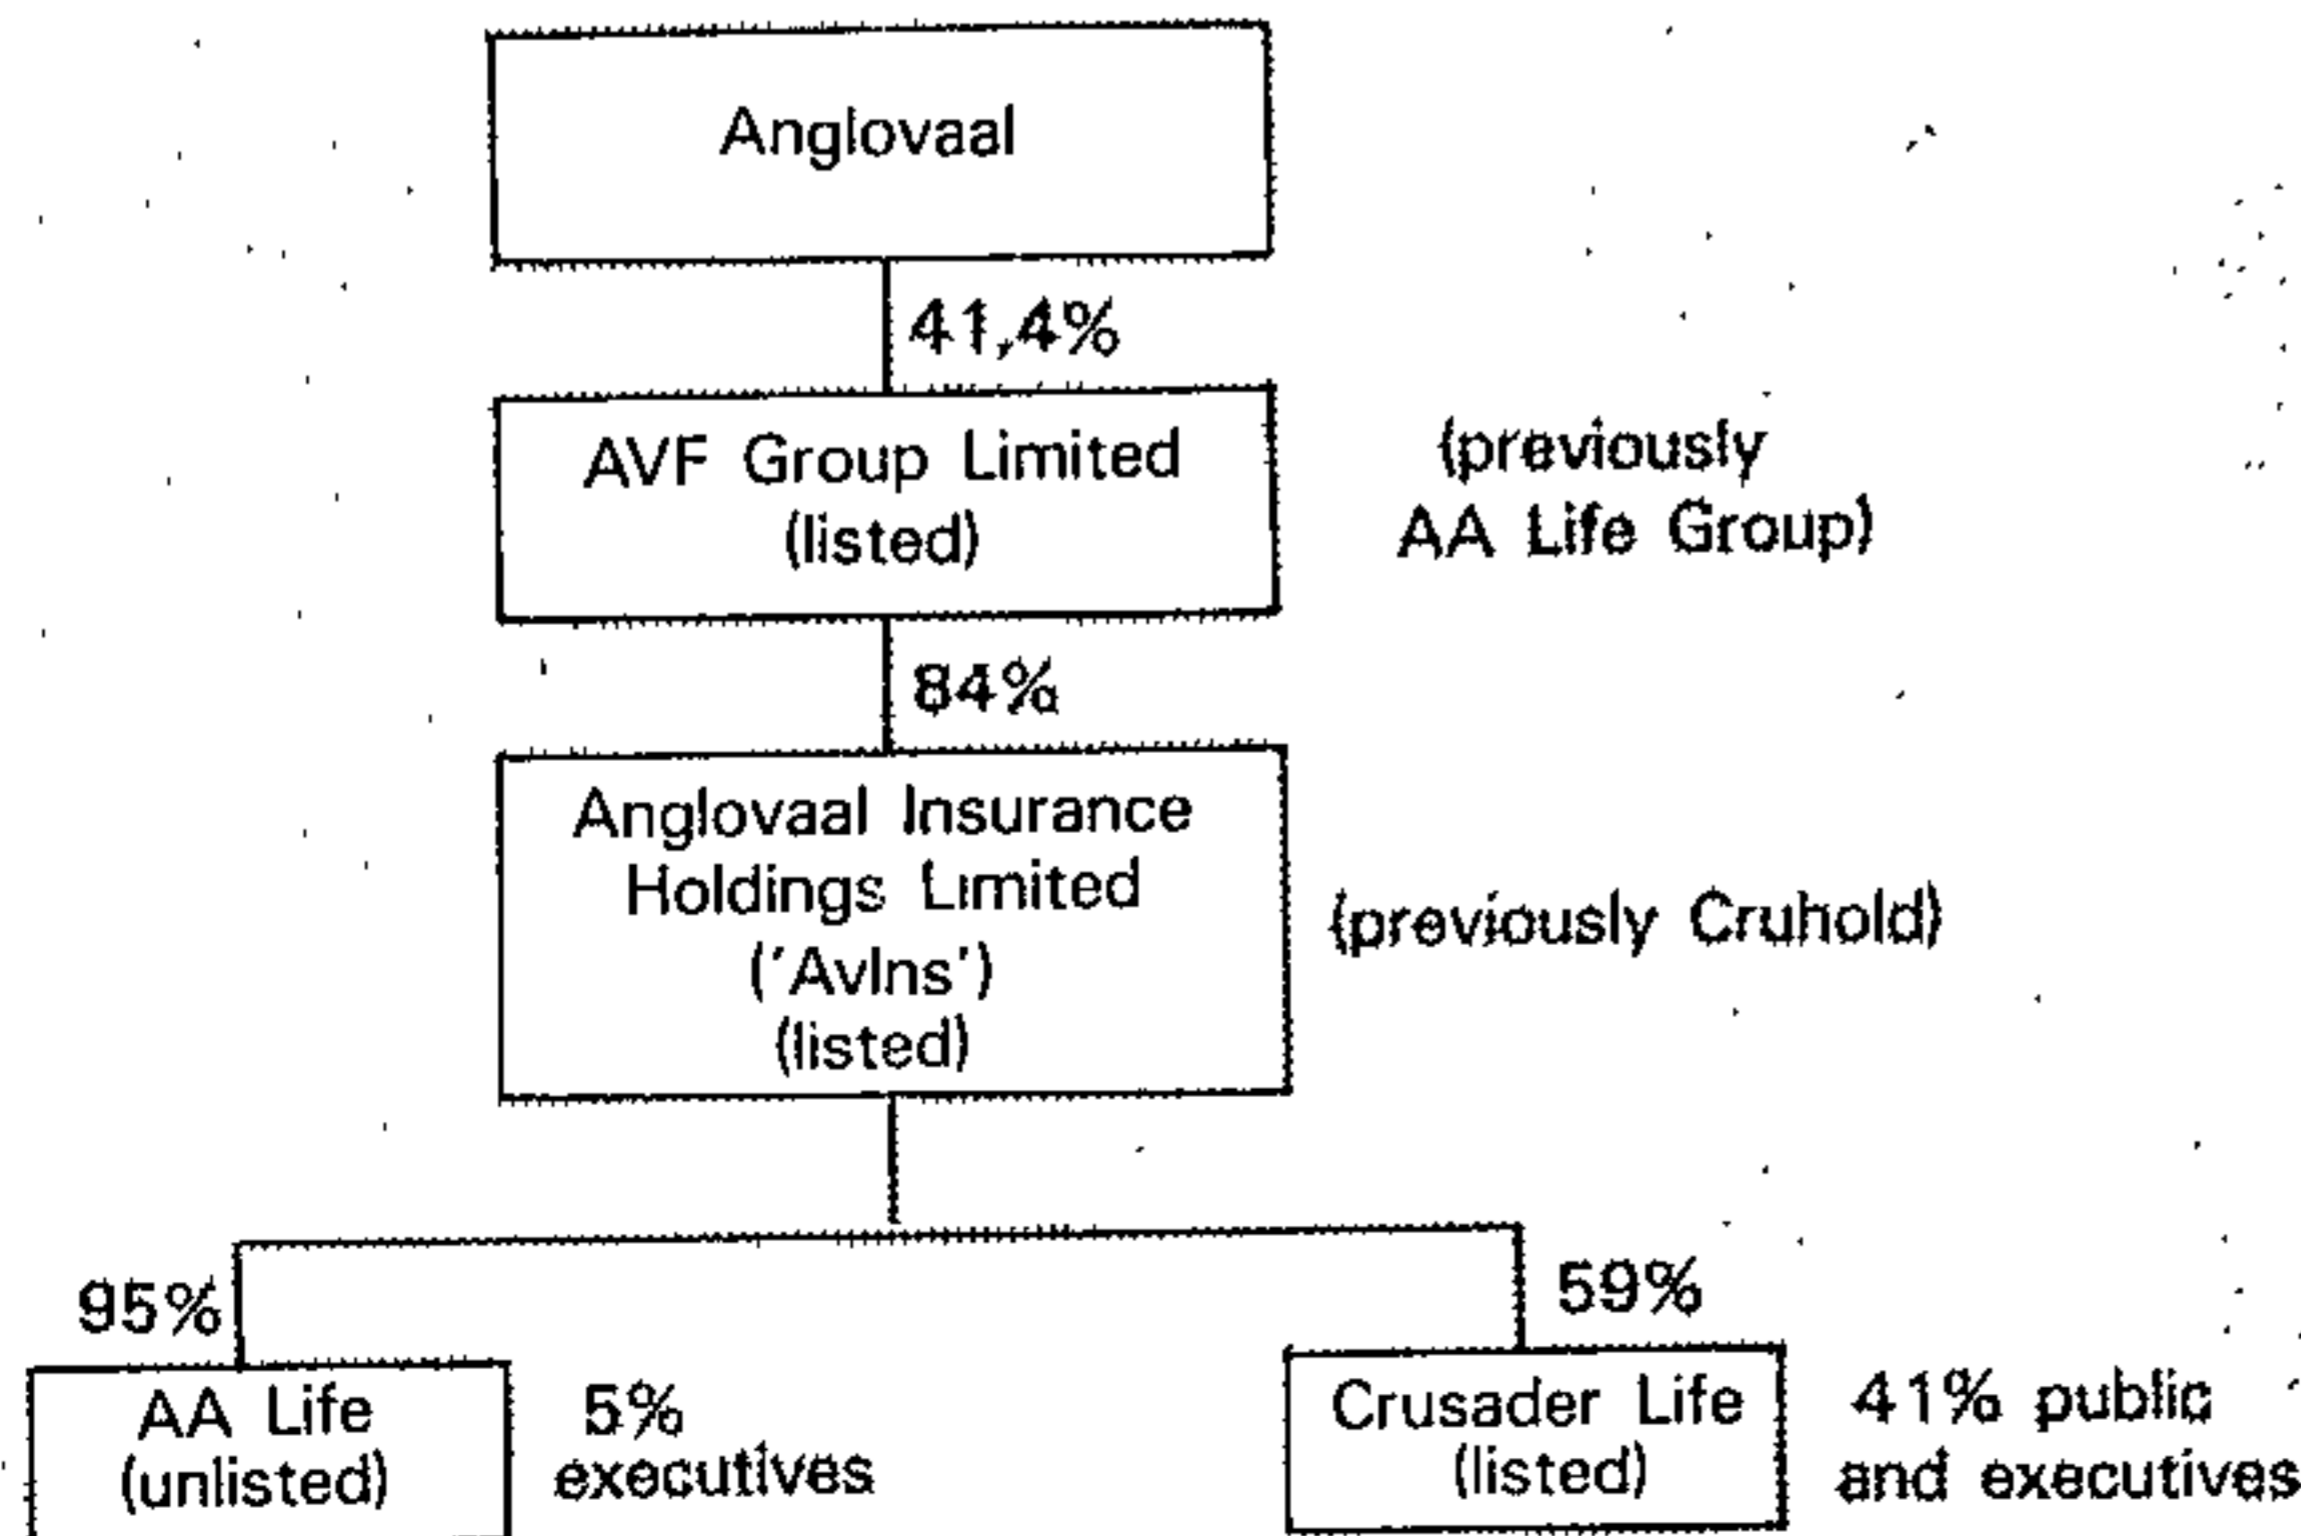 Anglovaal
41,4%
AVF Group Limited
(listed)
(previously
AA Life Group)
84%
Anglovaal Insurance
Holdings Limited
('AvIns')
(listed)
(previously Cruhold)
95%
59%
AA Life
(unlisted)
5%
executives
Crusader Life
(listed)
41% public
and executives